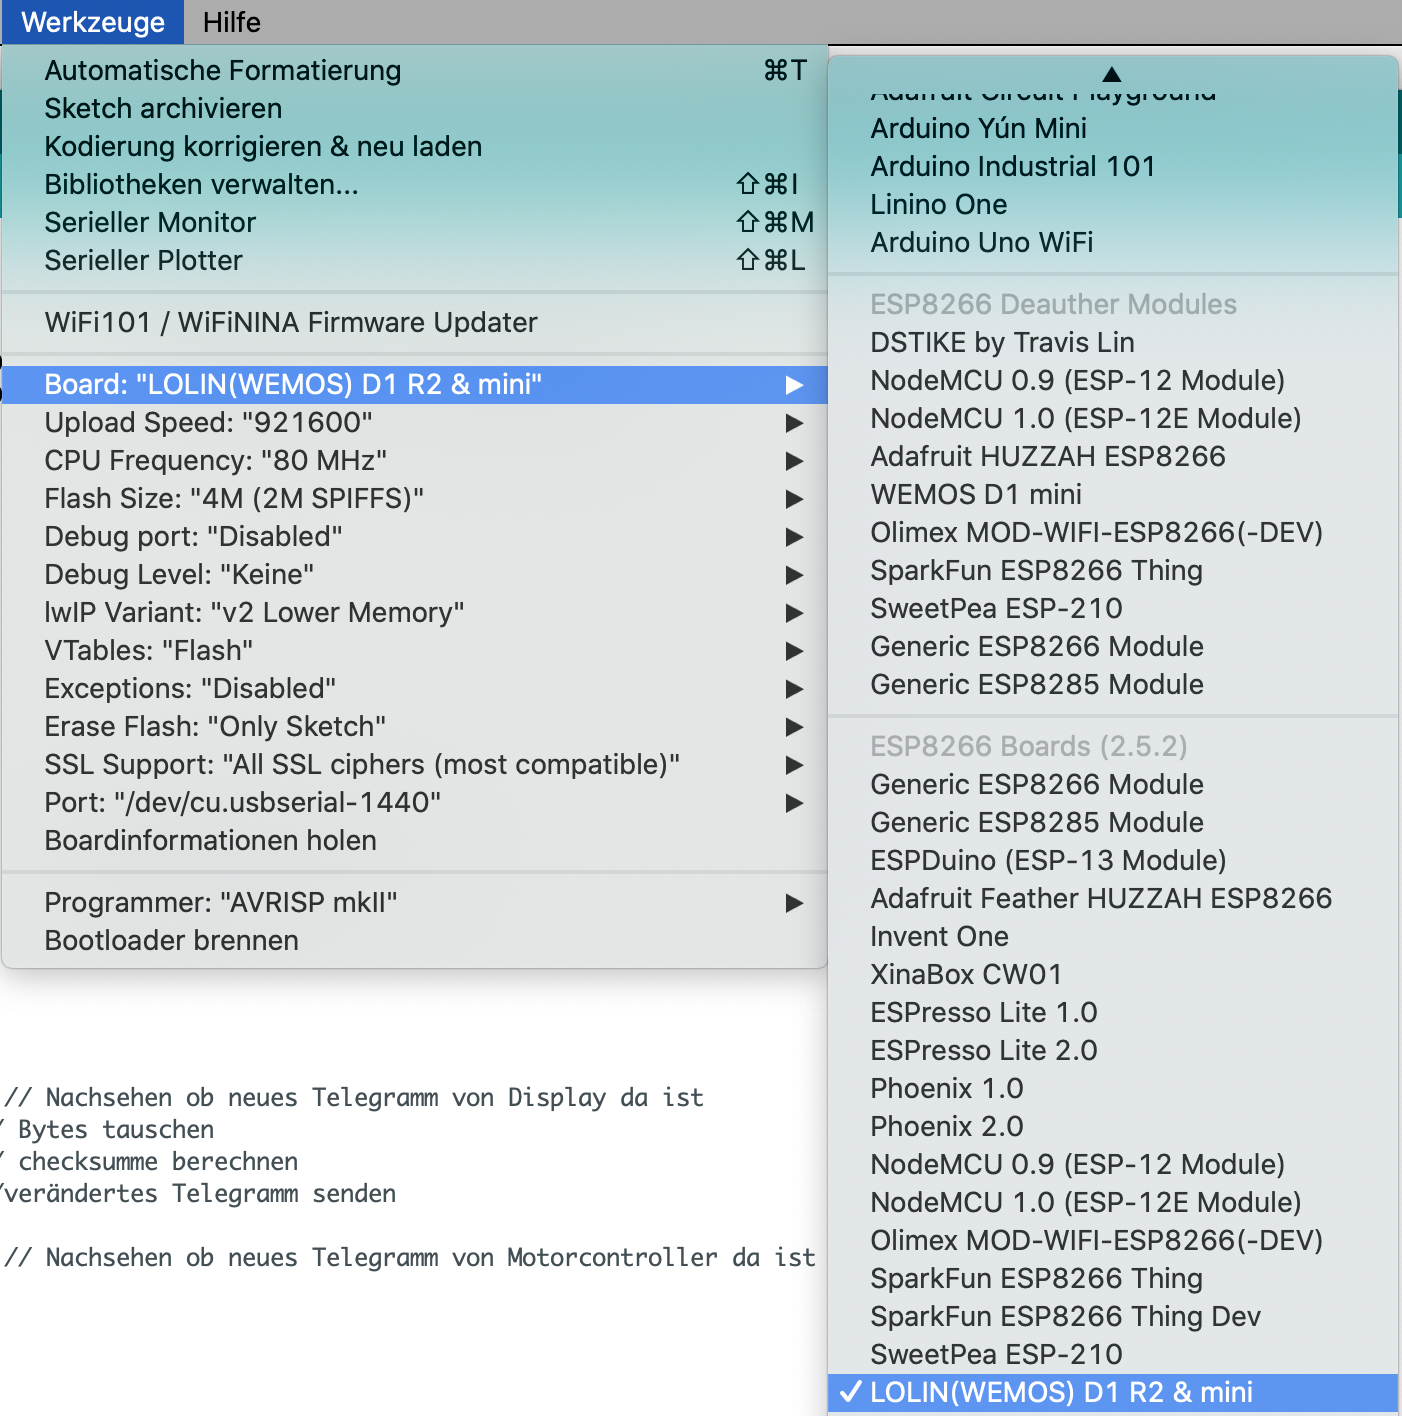 Werkzeuge Hilfe
Automatische Formatierung ⌘T
Sketch archivieren
Kodierung korrigieren & neu laden
Bibliotheken verwalten... ⇧⌘I
Serieller Monitor ⇧⌘M
Serieller Plotter ⇧⌘L
WiFi101 / WiFiNINA Firmware Updater
Board: "LOLIN(WEMOS) D1 R2 & mini"
Upload Speed: "921600"
CPU Frequency: "80 MHz"
Flash Size: "4M (2M SPIFFS)"
Debug port: "Disabled"
Debug Level: "Keine"
lwIP Variant: "v2 Lower Memory"
VTables: "Flash"
Exceptions: "Disabled"
Erase Flash: "Only Sketch"
SSL Support: "All SSL ciphers (most compatible)"
Port: "/dev/cu.usbserial-1440"
Boardinformationen holen
Programmer: "AVRISP mkII"
Bootloader brennen
Adafruit Circuit Playground
Arduino Yún Mini
Arduino Industrial 101
Linino One
Arduino Uno WiFi
ESP8266 Deauther Modules
DSTIKE by Travis Lin
NodeMCU 0.9 (ESP-12 Module)
NodeMCU 1.0 (ESP-12E Module)
Adafruit HUZZAH ESP8266
WEMOS D1 mini
Olimex MOD-WIFI-ESP8266(-DEV)
SparkFun ESP8266 Thing
SweetPea ESP-210
Generic ESP8266 Module
Generic ESP8285 Module
ESP8266 Boards (2.5.2)
Generic ESP8266 Module
Generic ESP8285 Module
ESPDuino (ESP-13 Module)
Adafruit Feather HUZZAH ESP8266
Invent One
XinaBox CW01
ESPresso Lite 1.0
ESPresso Lite 2.0
Phoenix 1.0
Phoenix 2.0
NodeMCU 0.9 (ESP-12 Module)
NodeMCU 1.0 (ESP-12E Module)
Olimex MOD-WIFI-ESP8266(-DEV)
SparkFun ESP8266 Thing
SparkFun ESP8266 Thing Dev
SweetPea ESP-210
✓ LOLIN(WEMOS) D1 R2 & mini
// Nachsehen ob neues Telegramm von Display da ist
/ Bytes tauschen
/ checksumme berechnen
/verändertes Telegramm senden
// Nachsehen ob neues Telegramm von Motorcontroller da ist